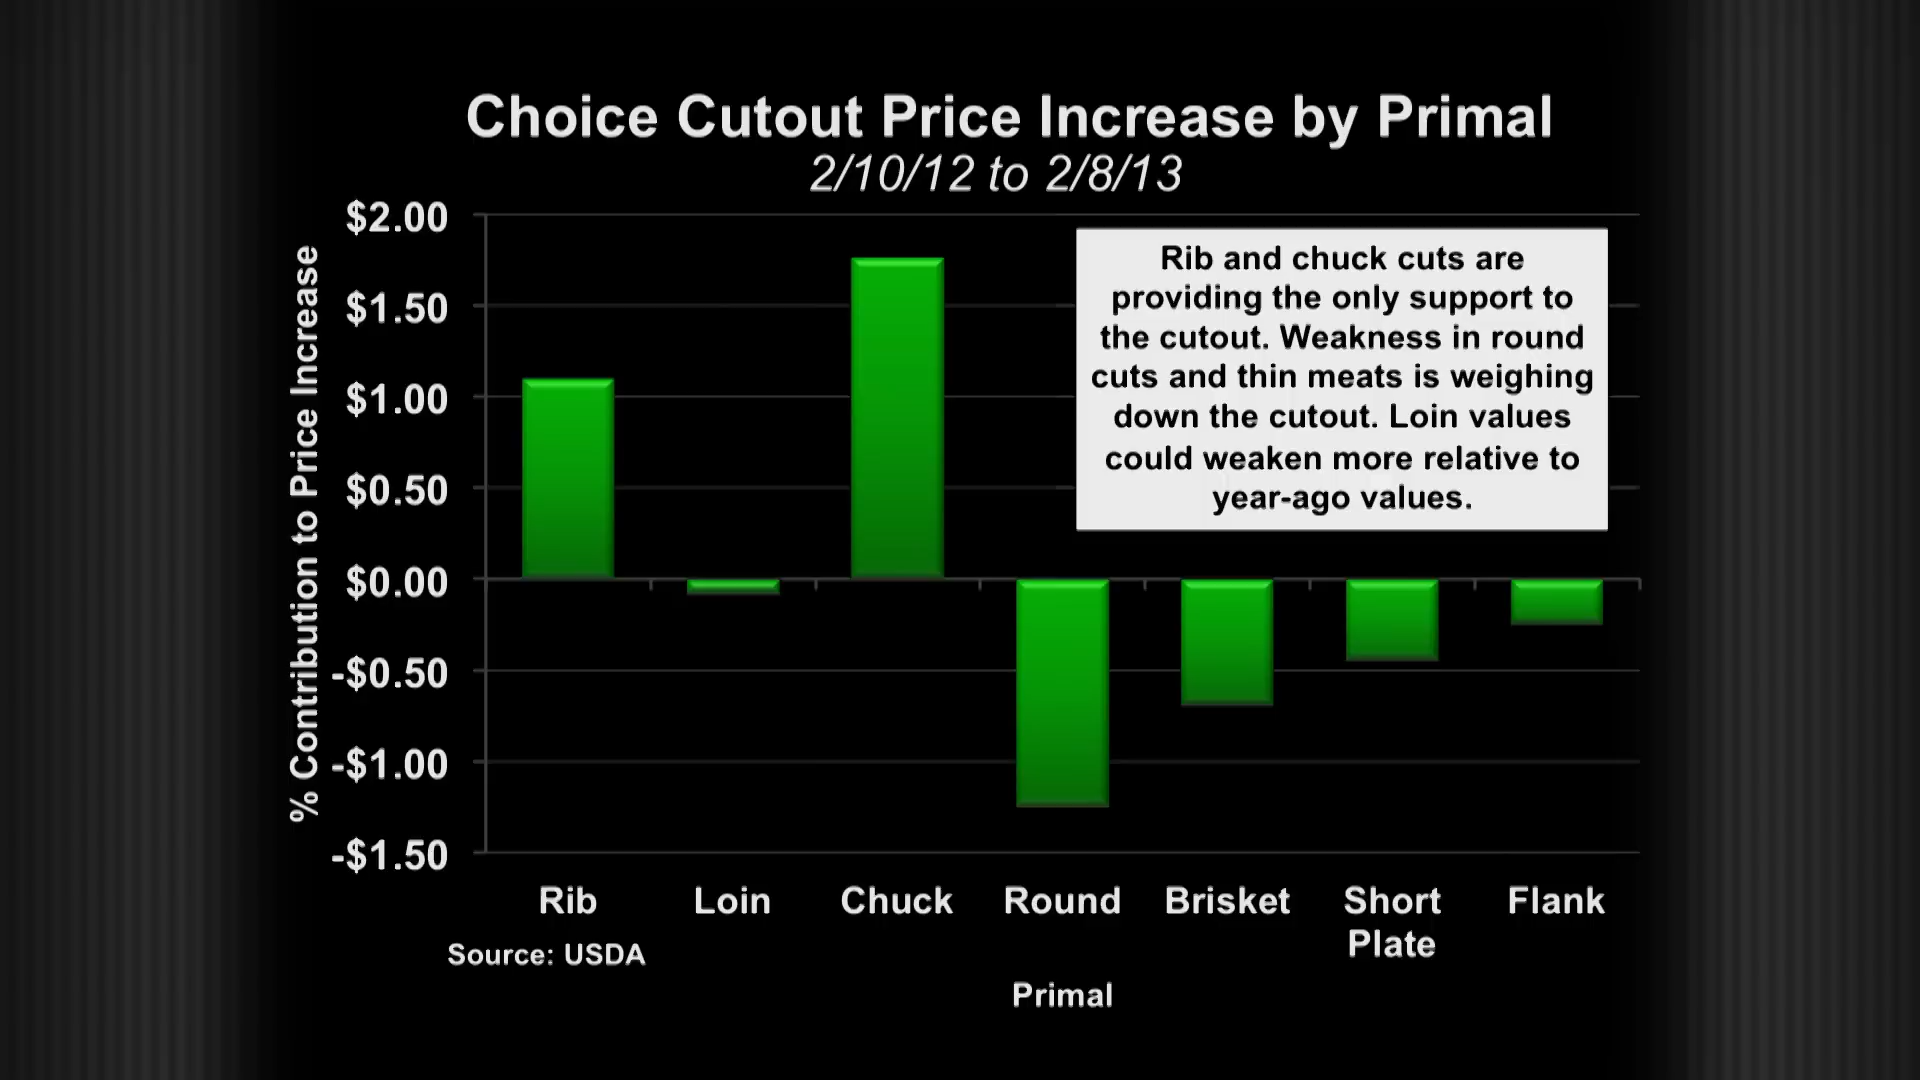 Choice Cutout Price Increase by Primal
2/10/12 to 2/8/13
% Contribution to Price Increase
$2.00
$1.50
$1.00
$0.50
$0.00
-$0.50
-$1.00
-$1.50
Rib and chuck cuts are
providing the only support to
the cutout. Weakness in round
cuts and thin meats is weighing
down the cutout. Loin values
could weaken more relative to
year-ago values.
Rib
Loin
Chuck
Round
Brisket
Short
Plate
Flank
Source: USDA
Primal